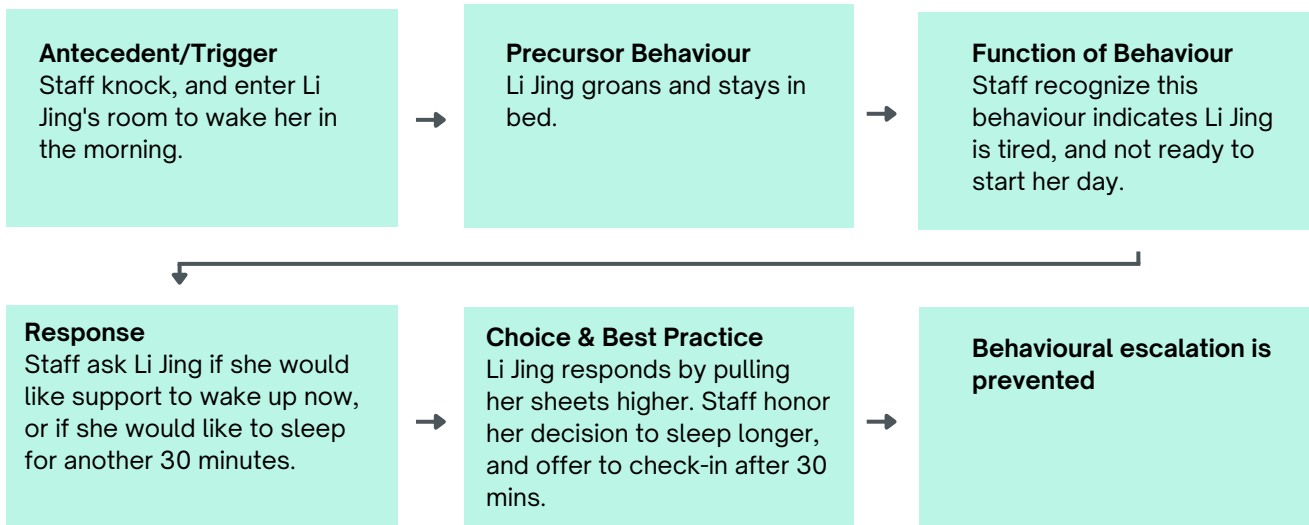 Antecedent/Trigger
Staff knock, and enter Li
Jing's room to wake her in
the morning.
Precursor Behaviour
Li Jing groans and stays in
bed.
Function of Behaviour
Staff recognize this
behaviour indicates Li Jing
is tired, and not ready to
start her day.
Response
Staff ask Li Jing if she would
like support to wake up now,
or if she would like to sleep
for another 30 minutes.
Choice & Best Practice
Li Jing responds by pulling
her sheets higher. Staff honor
her decision to sleep longer,
and offer to check-in after 30
mins.
Behavioural escalation is
prevented